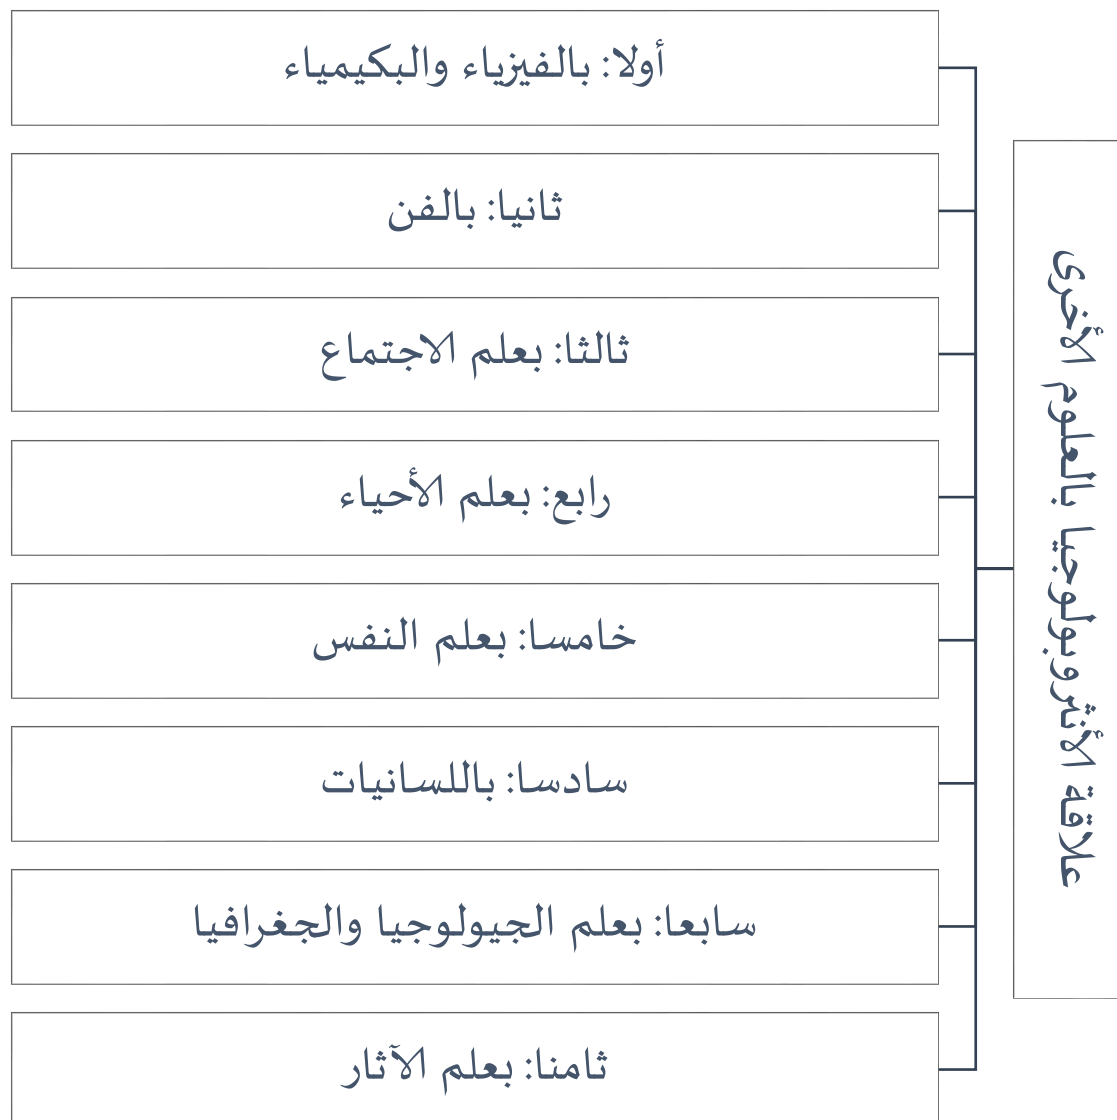 علاقة الأنثروبولوجيا بالعلوم الأخرى
أولا: بالفيزياء والبكيمياء
ثانيا: بالفن
ثالثا: بعلم الاجتماع
رابع: بعلم الأحياء
خامسا: بعلم النفس
سادسا: باللسانيات
سابعا: بعلم الجيولوجيا والجغرافيا
ثامنا: بعلم الآثار